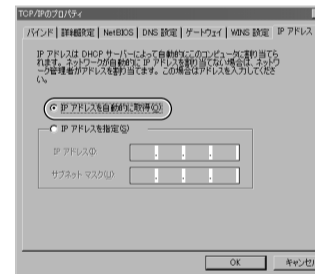 TCP/IPのプロパティ
バインド 詳細設定 NetBIOS DNS 設定 ゲートウェイ WINS 設定 IP アドレス
IP アドレスは DHCP サーバーによって自動的にこのコンピュータに割り当てら
れます。ネットワークが自動的に IP アドレスを割り当てない場合は、ネットワ
ーク管理者がアドレスを割り当てます。この場合はアドレスを入力してくださ
い。
IP アドレスを自動的に取得(O)
IP アドレスを指定(S)
IP アドレス(I):
サブネット マスク(U):
OK キャンセル